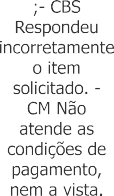 ;- CBS
Respondeu
incorretamente
o item
solicitado. -
CM Não
atende as
condições de
pagamento,
nem a vista.